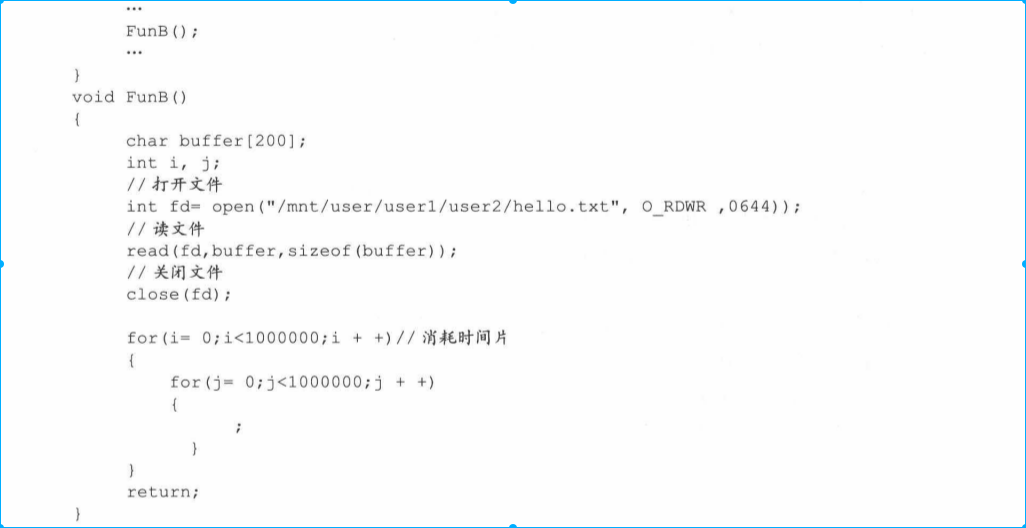 ...
FunB();
...
}
void FunB()
{
char buffer[200];
int i, j;
//打开文件
int fd= open("/mnt/user/user1/user2/hello.txt", O_RDWR ,0644));
//读文件
read(fd,buffer,sizeof(buffer));
//关闭文件
close(fd);
for(i= 0;i<1000000;i + +)//消耗时间片
{
for(j= 0;j<1000000;j + +)
{
;
}
}
return;
}